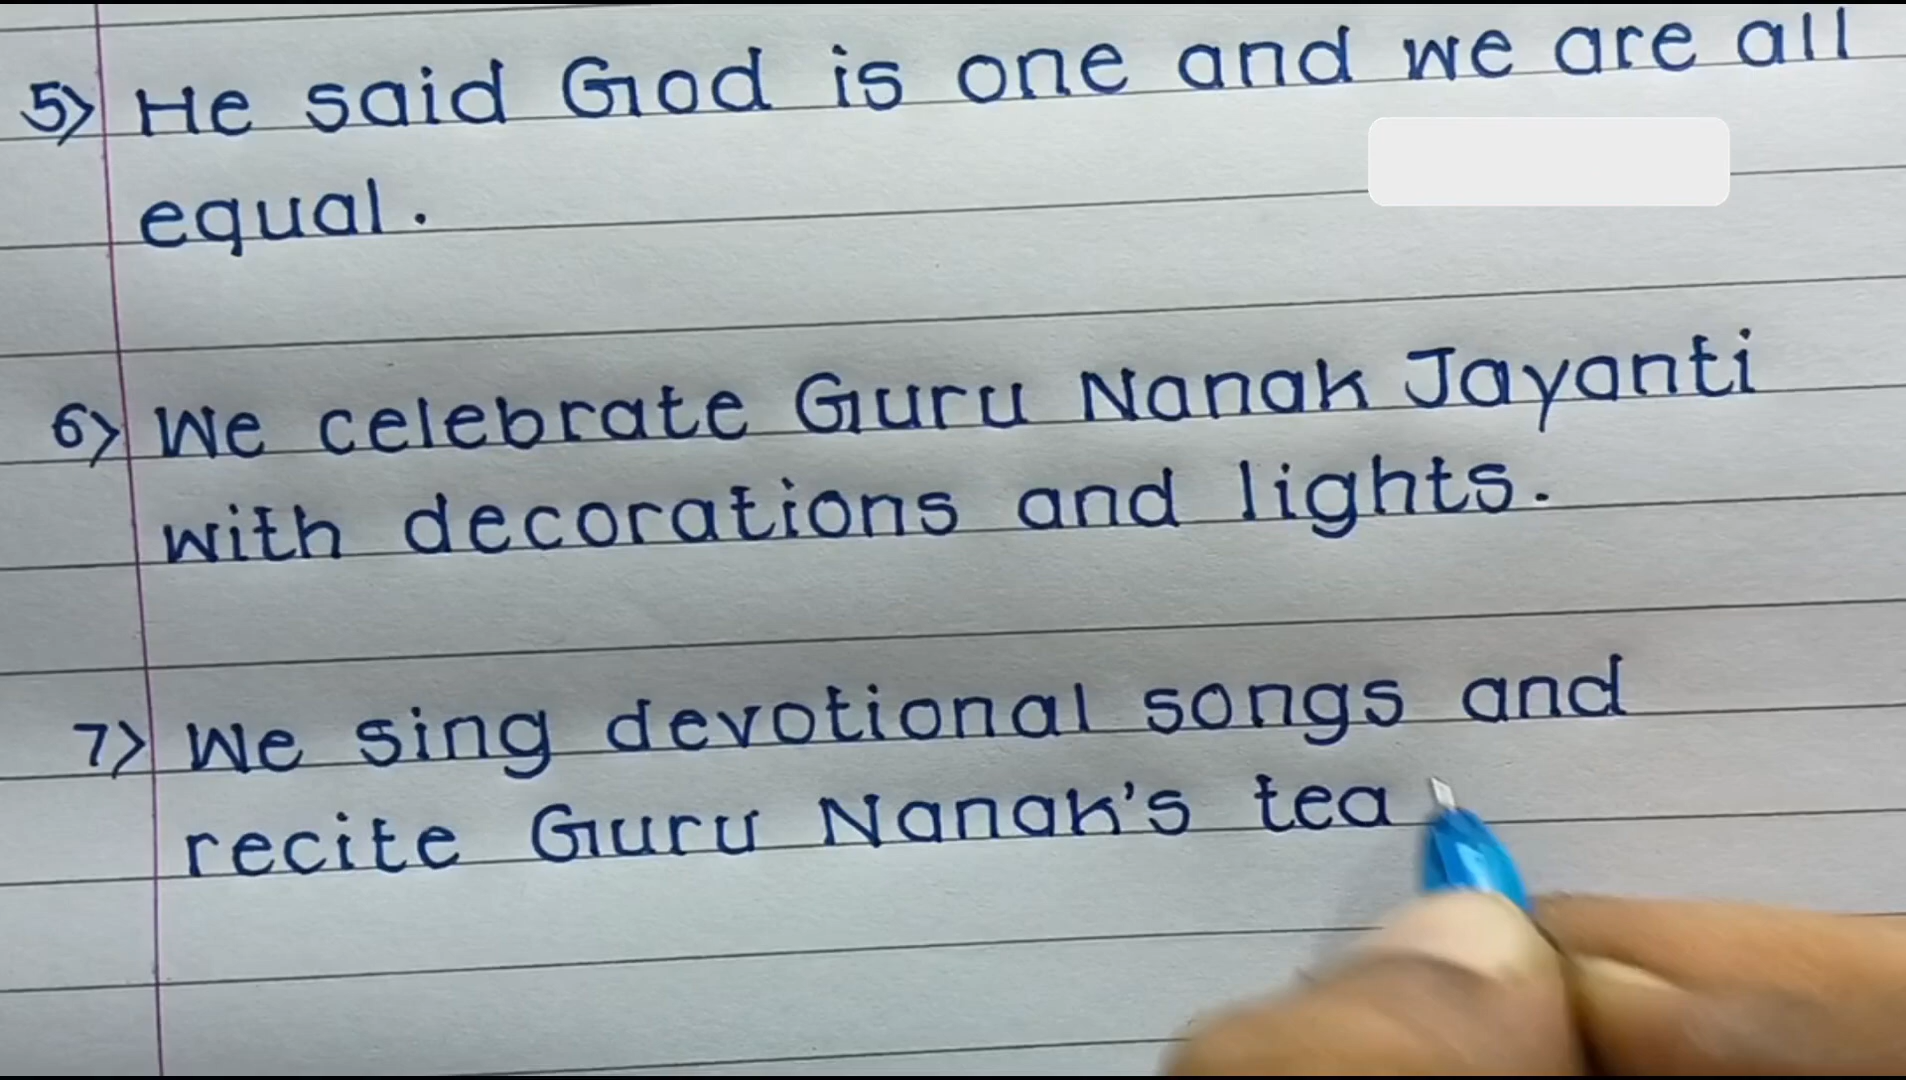 5) He said God is one and we are all
equal.
6) We celebrate Guru Nanak Jayanti
with decorations and lights.
7) We sing devotional songs and
recite Guru Nanak's tea